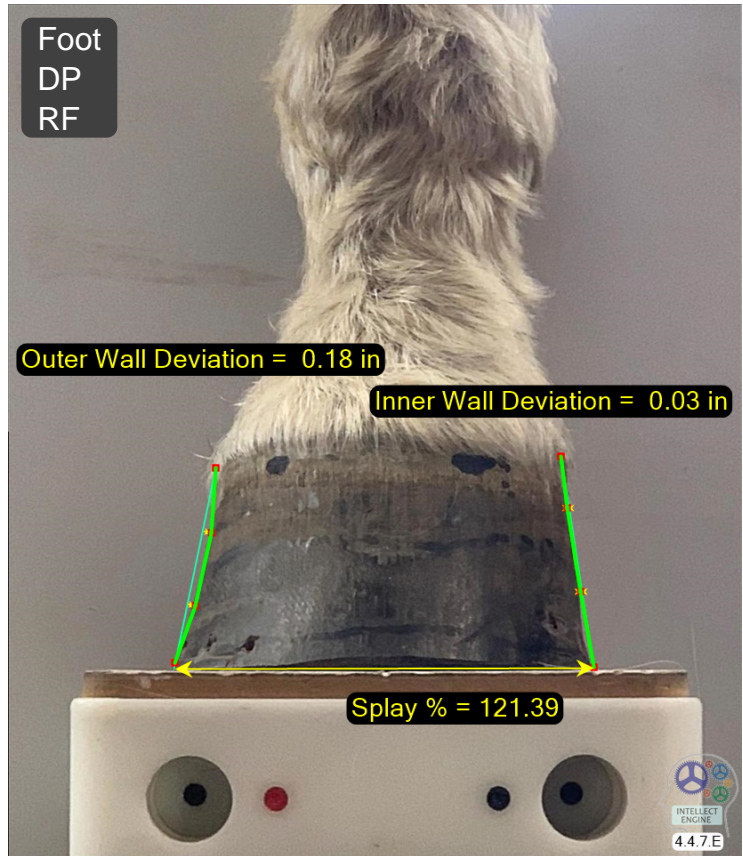 Foot
DP
RF
Outer Wall Deviation = 0.18 in
Inner Wall Deviation = 0.03 in
Splay % = 121.39
INTELLECT
ENGINE
4.4.7.E